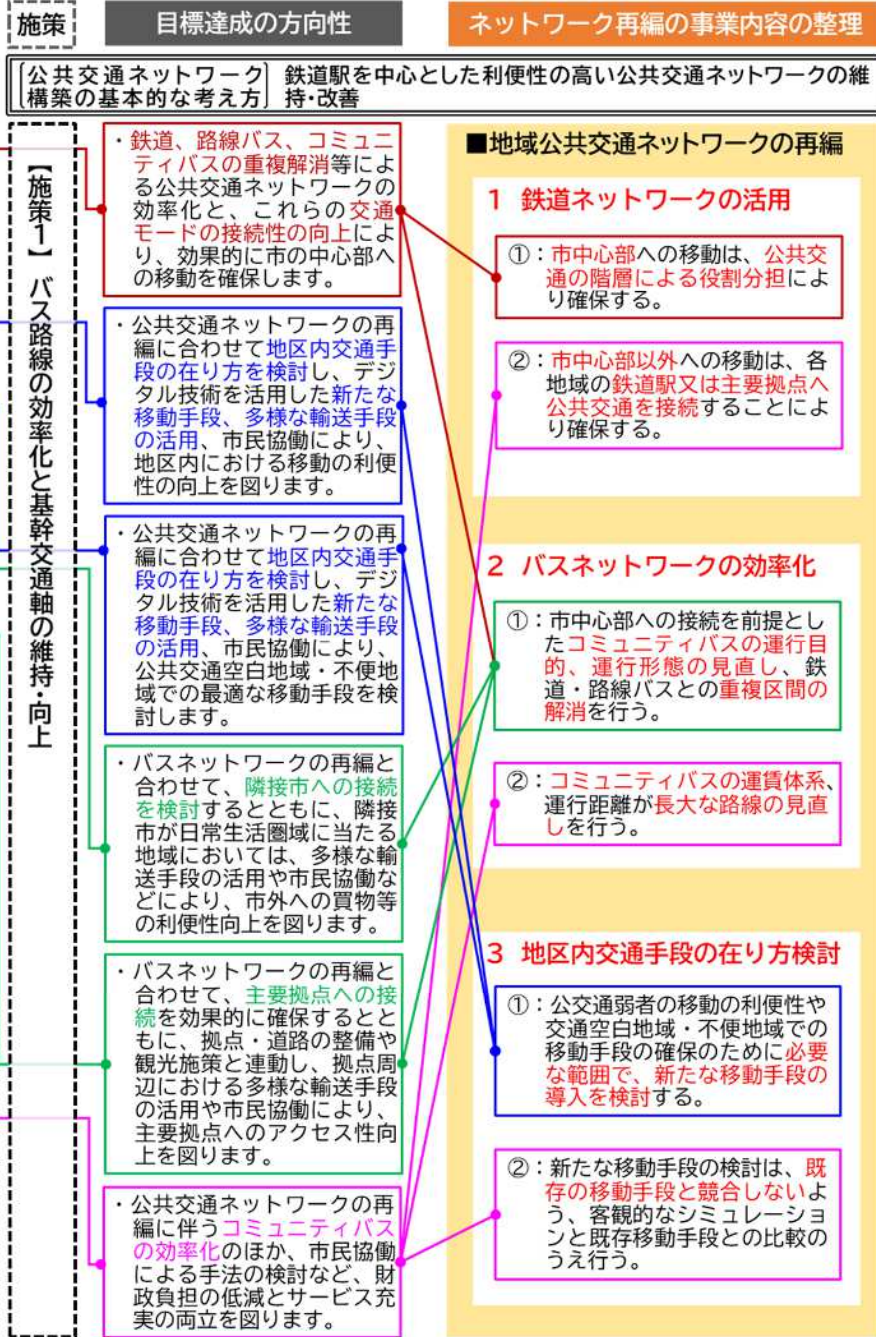 施策
目標達成の方向性
ネットワーク再編の事業内容の整理
公共交通ネットワーク
構築の基本的な考え方
鉄道駅を中心とした利便性の高い公共交通ネットワークの維
持・改善
【施策1】 バス路線の効率化と基幹交通軸の維持・向上
・鉄道、路線バス、コミュニ
ティバスの重複解消等によ
る公共交通ネットワークの
効率化と、これらの交通
モードの接続性の向上によ
り、効果的に市の中心部へ
の移動を確保します。
・公共交通ネットワークの再
編に合わせて地区内交通手
段の在り方を検討し、デジ
タル技術を活用した新たな
移動手段、多様な輸送手段
の活用、市民協働により、
地区内における移動の利便
性の向上を図ります。
・公共交通ネットワークの再
編に合わせて地区内交通手
段の在り方を検討し、デジ
タル技術を活用した新たな
移動手段、多様な輸送手段
の活用、市民協働により、
公共交通空白地域・不便地
域での最適な移動手段を検
討します。
・バスネットワークの再編と
合わせて、隣接市への接続
を検討するとともに、隣接
市が日常生活圏域に当たる
地域においては、多様な輸
送手段の活用や市民協働な
どにより、市外への買物等
の利便性向上を図ります。
・バスネットワークの再編と
合わせて、主要拠点への接
続を効果的に確保するとと
もに、拠点・道路の整備や
観光施策と連動し、拠点周
辺における多様な輸送手段
の活用や市民協働により、
主要拠点へのアクセス性向
上を図ります。
・公共交通ネットワークの再
編に伴うコミュニティバス
の効率化のほか、市民協働
による手法の検討など、財
政負担の低減とサービス充
実の両立を図ります。
■地域公共交通ネットワークの再編
1 鉄道ネットワークの活用
①：市中心部への移動は、公共交
通の階層による役割分担によ
り確保する。
②：市中心部以外への移動は、各
地域の鉄道駅又は主要拠点へ
公共交通を接続することによ
り確保する。
2 バスネットワークの効率化
①：市中心部への接続を前提とし
たコミュニティバスの運行目
的、運行形態の見直し、鉄
道・路線バスとの重複区間の
解消を行う。
②：コミュニティバスの運賃体系、
運行距離が長大な路線の見直
しを行う。
3 地区内交通手段の在り方検討
①：公交通弱者の移動の利便性や
交通空白地域・不便地域での
移動手段の確保のために必要
な範囲で、新たな移動手段の
導入を検討する。
②：新たな移動手段の検討は、既
存の移動手段と競合しないよ
う、客観的なシミュレーショ
ンと既存移動手段との比較の
うえ行う。